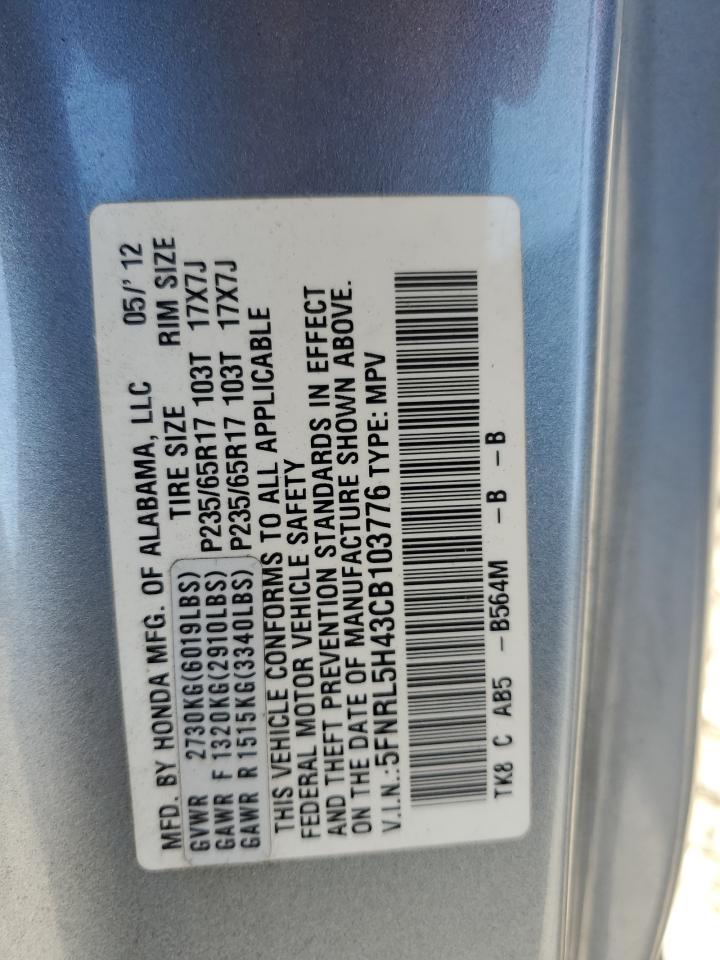 MFD. BY HONDA MFG. OF ALABAMA, LLC 05/' 12
TIRE SIZE RIM SIZE
GVWR 2730KG(6019LBS)
GAWR F 1320KG(2910LBS) P235/65R17 103T 17X7J
GAWR R 1515KG(3340LBS) P235/65R17 103T 17X7J
THIS VEHICLE CONFORMS TO ALL APPLICABLE
FEDERAL MOTOR VEHICLE SAFETY
AND THEFT PREVENTION STANDARDS IN EFFECT
ON THE DATE OF MANUFACTURE SHOWN ABOVE.
V.I.N.:5FNRL5H43CB103776 TYPE: MPV
TK8 C AB5 -B564M -B -B